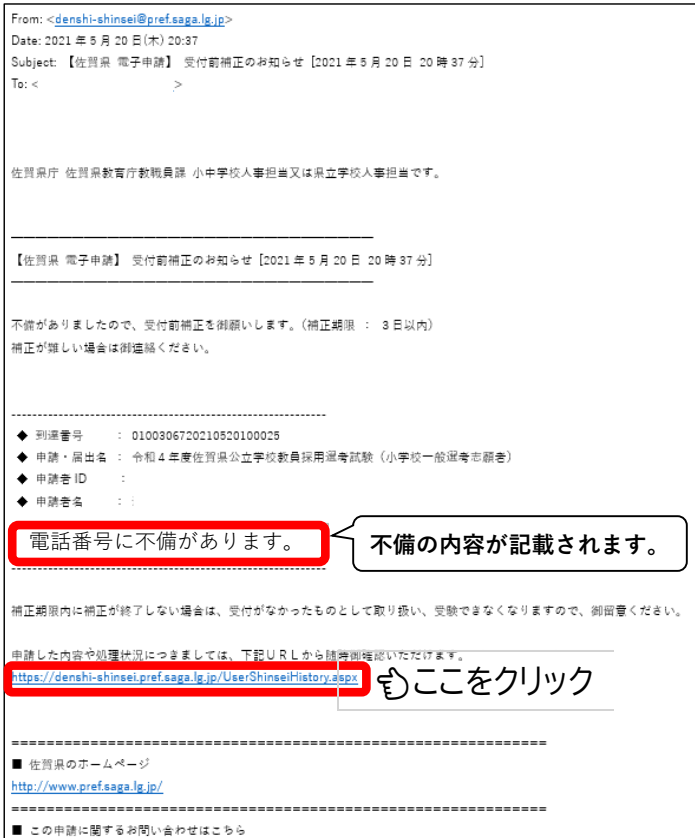 From: <denshi-shinsei@pref.saga.lg.jp>
Date: 2021年5月20日(木) 20:37
Subject: 【佐賀県 電子申請】 受付前補正のお知らせ [2021年5月20日 20時37分]
To: < >
佐賀県庁 佐賀県教育庁教職員課 小中学校人事担当又は県立学校人事担当です。
━━━━━━━━━━━━━━━━━━━━━━━━━━━━━━
【佐賀県 電子申請】 受付前補正のお知らせ [2021年5月20日 20時37分]
━━━━━━━━━━━━━━━━━━━━━━━━━━━━━━
不備がありましたので、受付前補正を御願いします。(補正期限 : 3日以内)
補正が難しい場合は御連絡ください。
---------------------------------------------------------------
◆ 到達番号 : 0100306720210520100025
◆ 申請・届出名 : 令和4年度佐賀県公立学校教員採用選考試験(小学校一般選考志願者)
◆ 申請者ID :
◆ 申請者名 :
電話番号に不備があります。
不備の内容が記載されます。
---------------------------------------------------------------
補正期限内に補正が終了しない場合は、受付がなかったものとして取り扱い、受験できなくなりますので、御留意ください。
申請した内容や処理状況につきましては、下記URLから随時御確認いただけます。
https://denshi-shinsei.pref.saga.lg.jp/UserShinseiHistory.aspx
ここをクリック
==============================================================
■ 佐賀県のホームページ
http://www.pref.saga.lg.jp/
==============================================================
■ この申請に関するお問い合わせはこちら